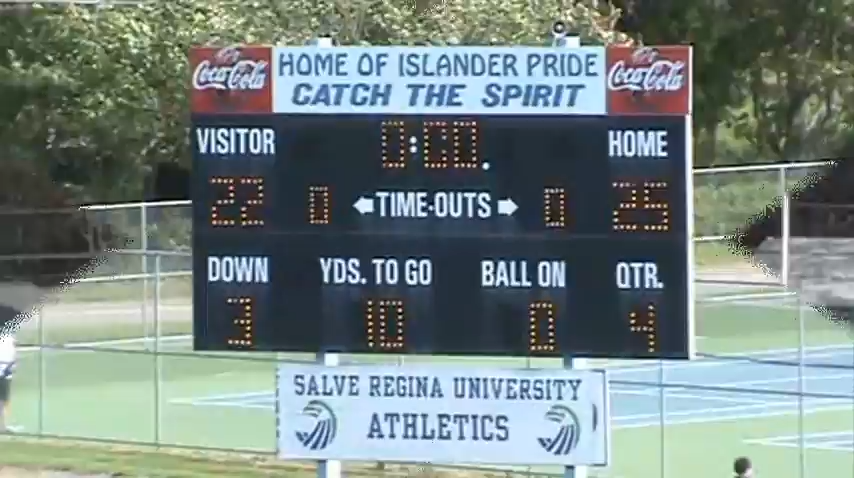 Coca-Cola HOME OF ISLANDER PRIDE Coca-Cola
CATCH THE SPIRIT
VISITOR 0:00. HOME
22 0 TIME-OUTS 0 25
DOWN YDS. TO GO BALL ON QTR.
3 10 0 4
SALVE REGINA UNIVERSITY
ATHLETICS